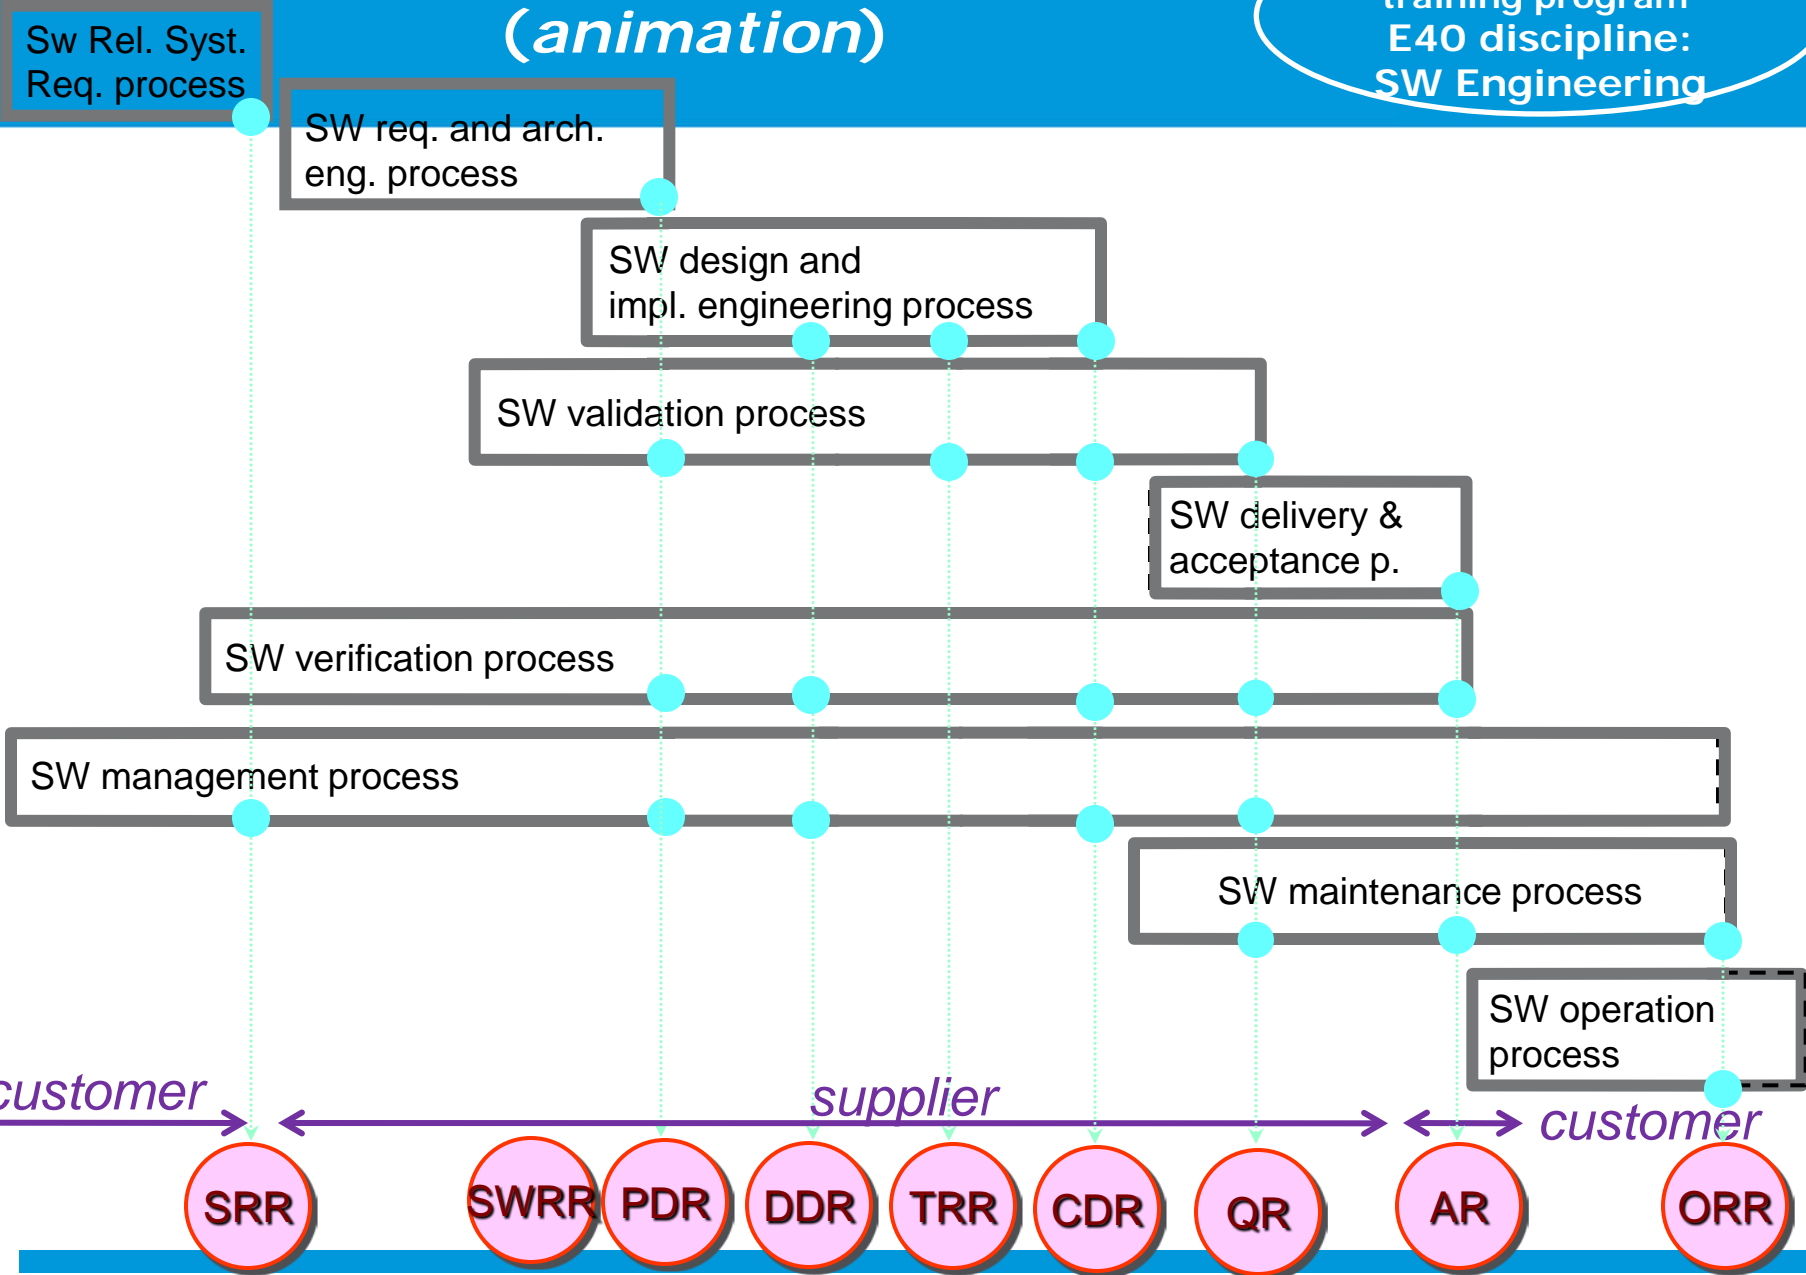 Sw Rel. Syst.
Req. process
(animation)
training program
E40 discipline:
SW Engineering
SW req. and arch.
eng. process
SW design and
impl. engineering process
SW validation process
SW delivery &
acceptance p.
SW verification process
SW management process
SW maintenance process
SW operation
process
customer
supplier
customer
SRR
SWRR
PDR
DDR
TRR
CDR
QR
AR
ORR